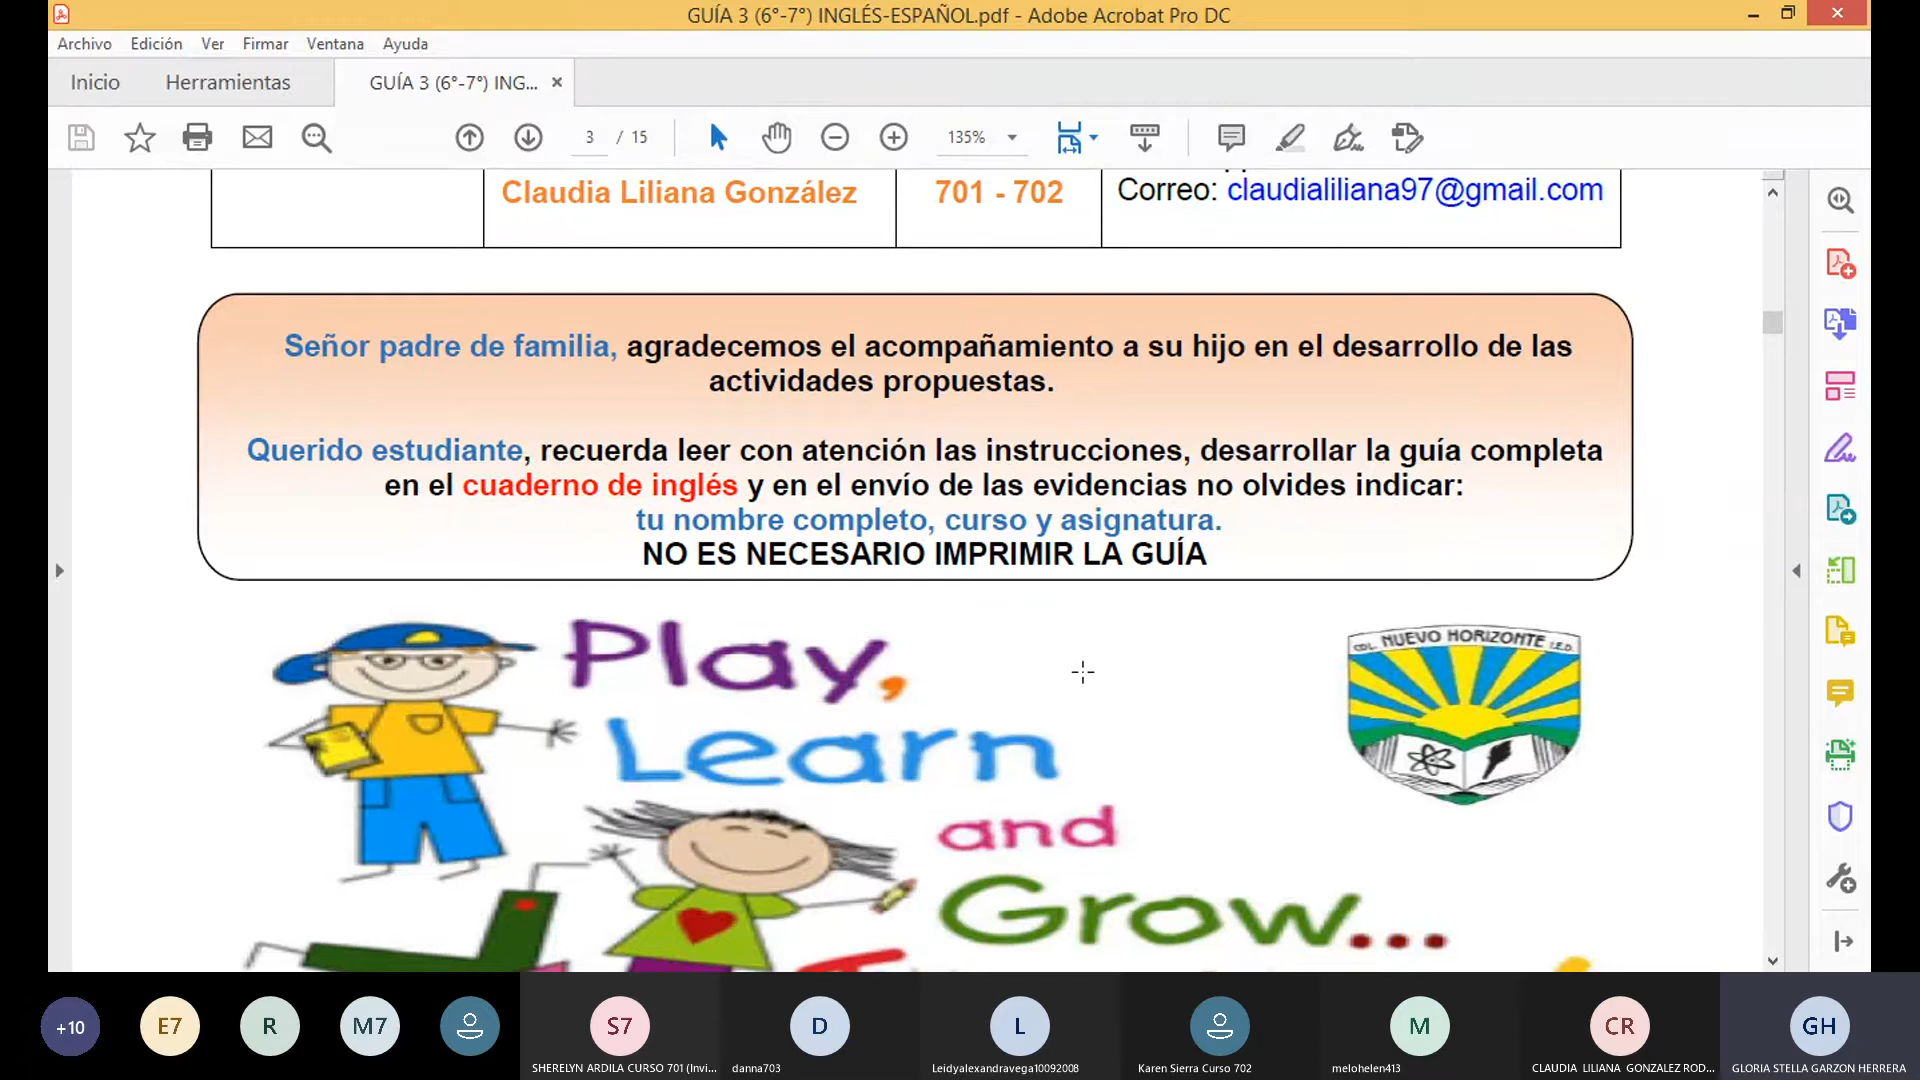 GUÍA 3 (6°-7°) INGLÉS-ESPAÑOL.pdf - Adobe Acrobat Pro DC
Archivo Edición Ver Firmar Ventana Ayuda
Inicio Herramientas GUÍA 3 (6°-7°) ING... ×
3 / 15 135%
Claudia Liliana González 701 - 702 Correo: claudialiliana97@gmail.com
Señor padre de familia, agradecemos el acompañamiento a su hijo en el desarrollo de las
actividades propuestas.
Querido estudiante, recuerda leer con atención las instrucciones, desarrollar la guía completa
en el cuaderno de inglés y en el envío de las evidencias no olvides indicar:
tu nombre completo, curso y asignatura.
NO ES NECESARIO IMPRIMIR LA GUÍA
Play,
Learn
and
Grow...
COL. NUEVO HORIZONTE I.E.D.
+10 E7 R M7 S7 D L M CR GH
SHERELYN ARDILA CURSO 701 (Invi... danna703 Leidyalexandravega10092008 Karen Sierra Curso 702 melohelen413 CLAUDIA LILIANA GONZALEZ ROD... GLORIA STELLA GARZON HERRERA